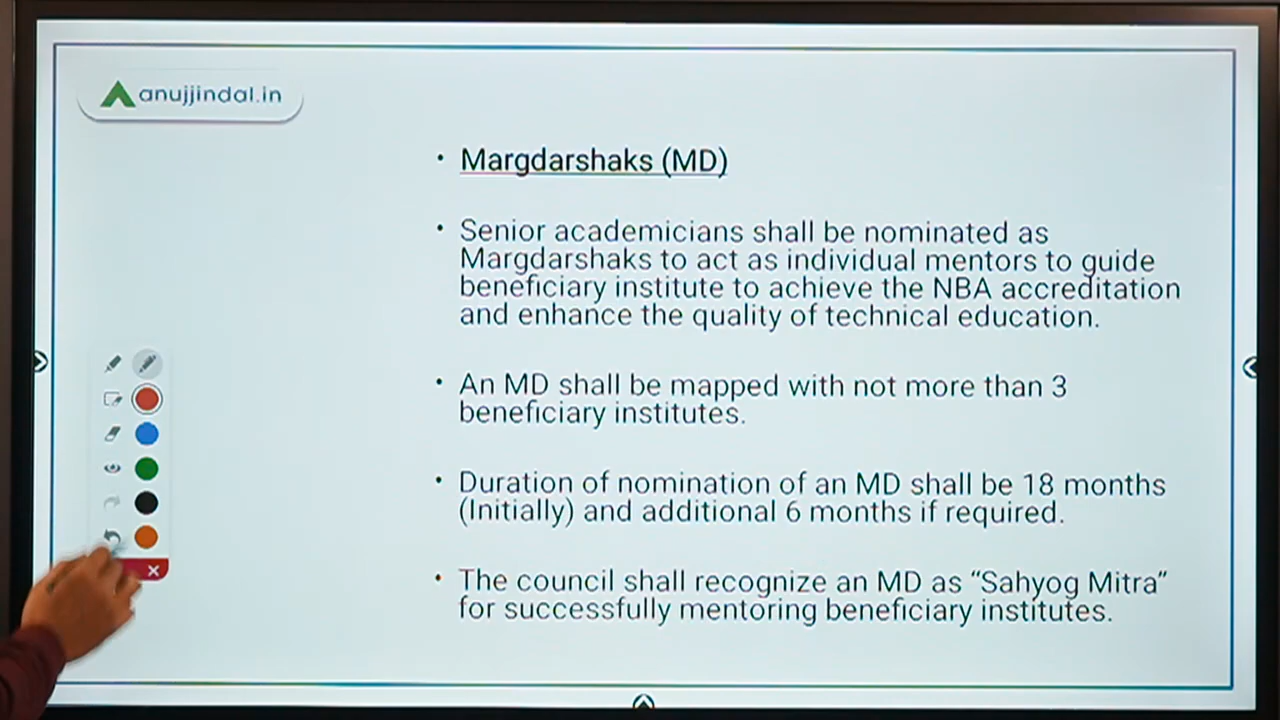 anujjindal.in
• Margdarshaks (MD)
• Senior academicians shall be nominated as
Margdarshaks to act as individual mentors to guide
beneficiary institute to achieve the NBA accreditation
and enhance the quality of technical education.
• An MD shall be mapped with not more than 3
beneficiary institutes.
• Duration of nomination of an MD shall be 18 months
(Initially) and additional 6 months if required.
• The council shall recognize an MD as “Sahyog Mitra”
for successfully mentoring beneficiary institutes.